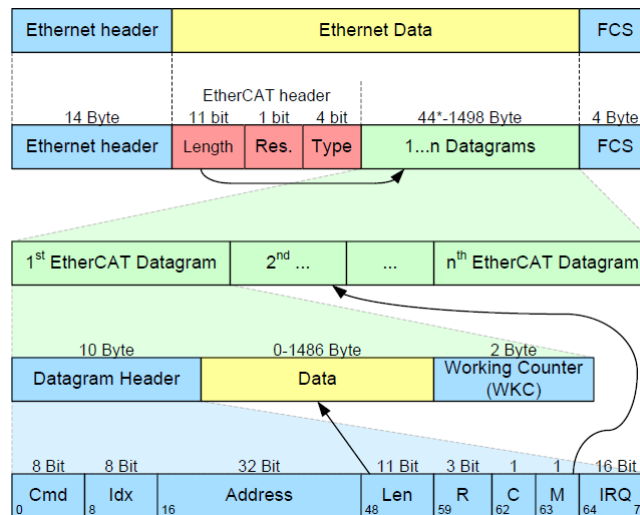 Ethernet header Ethernet Data FCS
EtherCAT header
14 Byte 11 bit 1 bit 4 bit 44*-1498 Byte 4 Byte
Ethernet header Length Res. Type 1...n Datagrams FCS
1st EtherCAT Datagram 2nd ... ... nth EtherCAT Datagram
10 Byte 0-1486 Byte 2 Byte
Datagram Header Data Working Counter
(WKC)
8 Bit 8 Bit 32 Bit 11 Bit 3 Bit 1 1 16 Bit
Cmd Idx Address Len R C M IRQ
0 8 16 48 59 62 63 64